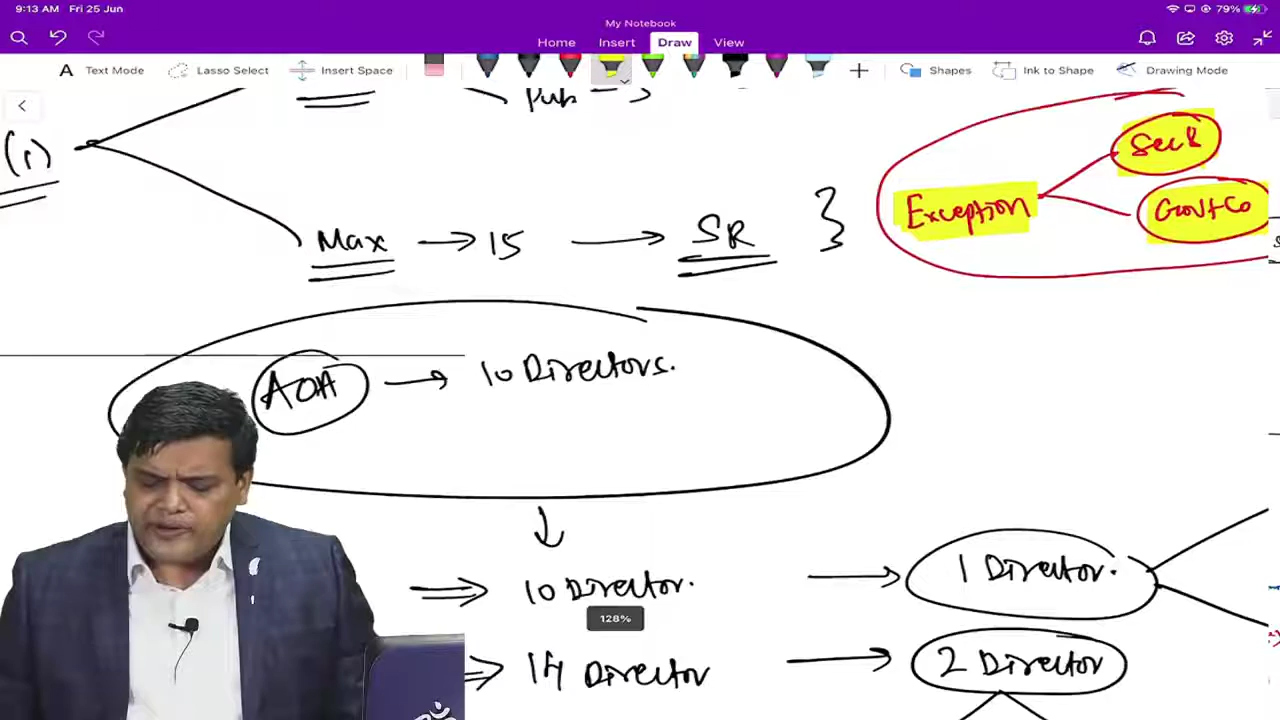 9:13 AM Fri 25 Jun
79%
My Notebook
Home Insert Draw View
Text Mode Lasso Select Insert Space Shapes Ink to Shape Drawing Mode
Pub →
(1)
Sec 8
Exception
Govt Co
Max → 15 → SR }
AOA → 10 Directors.
10 Director. → 1 Director.
128%
14 Director → 2 Director